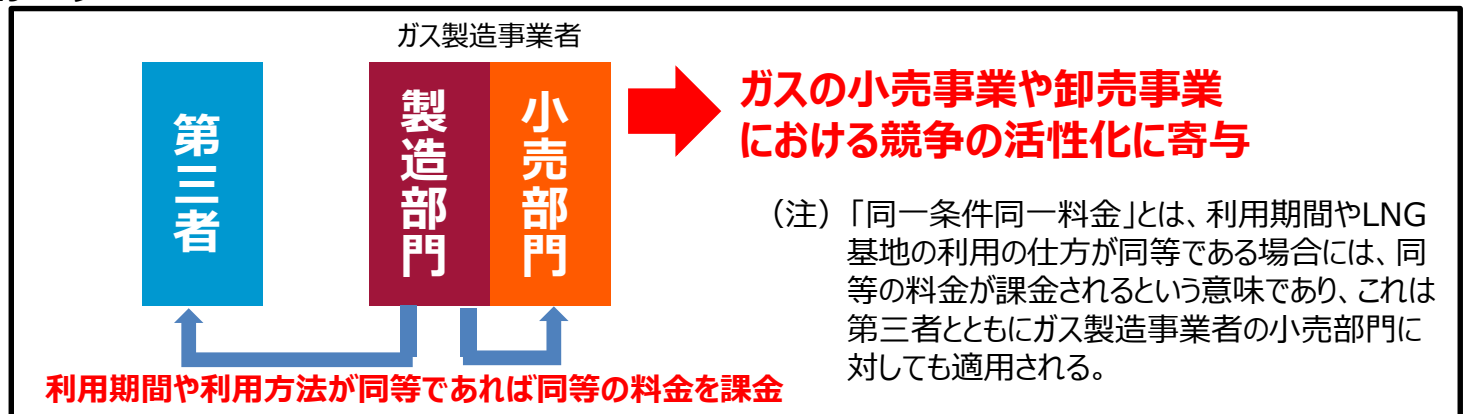 ガス製造事業者
第三者
製造部門
小売部門
ガスの小売事業や卸売事業
における競争の活性化に寄与
（注）「同一条件同一料金」とは、利用期間やLNG
基地の利用の仕方が同等である場合には、同
等の料金が課金されるという意味であり、これは
第三者とともにガス製造事業者の小売部門に
対しても適用される。
利用期間や利用方法が同等であれば同等の料金を課金